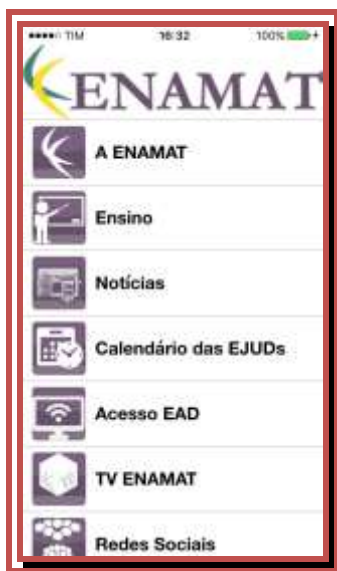 TIM 16:32 100%
ENAMAT
A ENAMAT
Ensino
Notícias
Calendário das EJUDs
Acesso EAD
TV ENAMAT
Redes Sociais